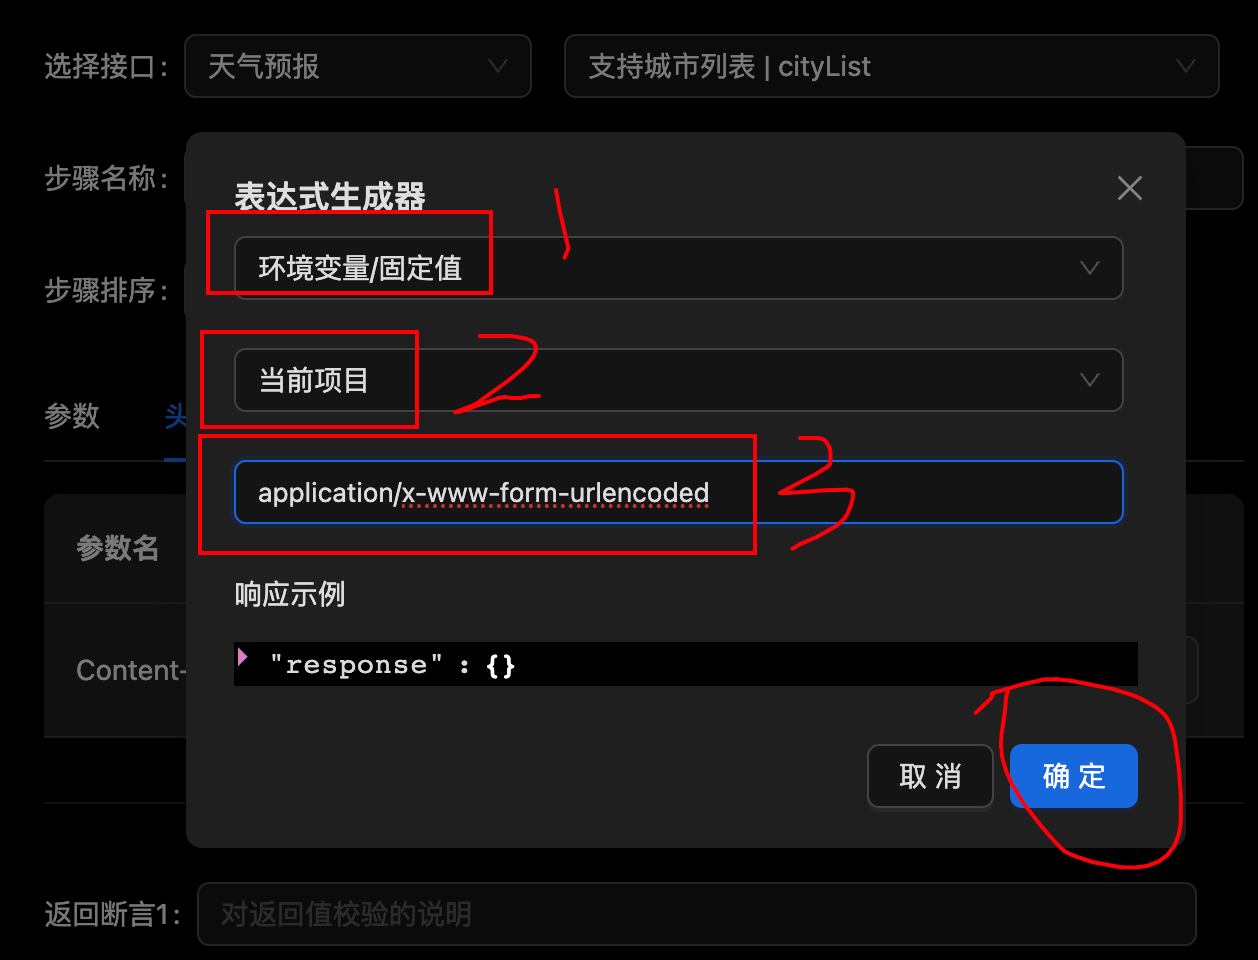 选择接口：
天气预报
支持城市列表 | cityList
步骤名称：
表达式生成器
1
环境变量/固定值
步骤排序：
当前项目
2
参数
头
application/x-www-form-urlencoded
3
参数名
响应示例
Content-
"response" : {}
取 消
确 定
返回断言1：
对返回值校验的说明